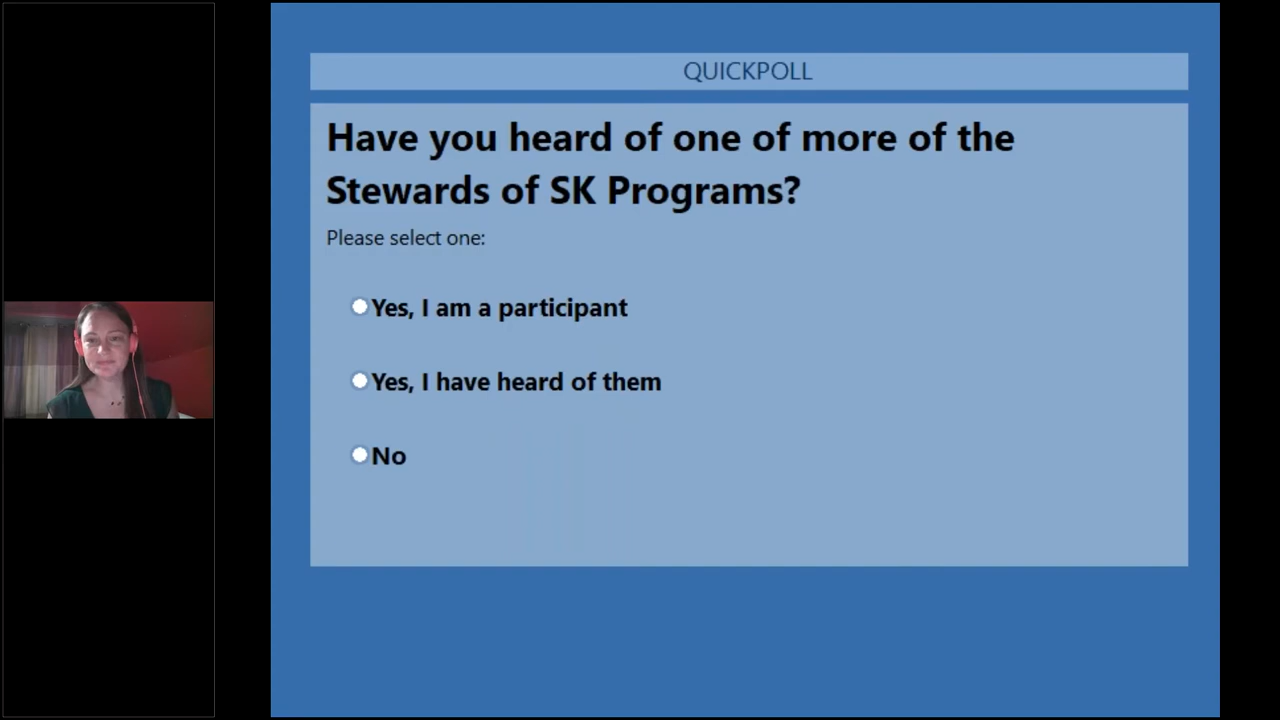 QUICKPOLL
Have you heard of one of more of the
Stewards of SK Programs?
Please select one:
Yes, I am a participant
Yes, I have heard of them
No